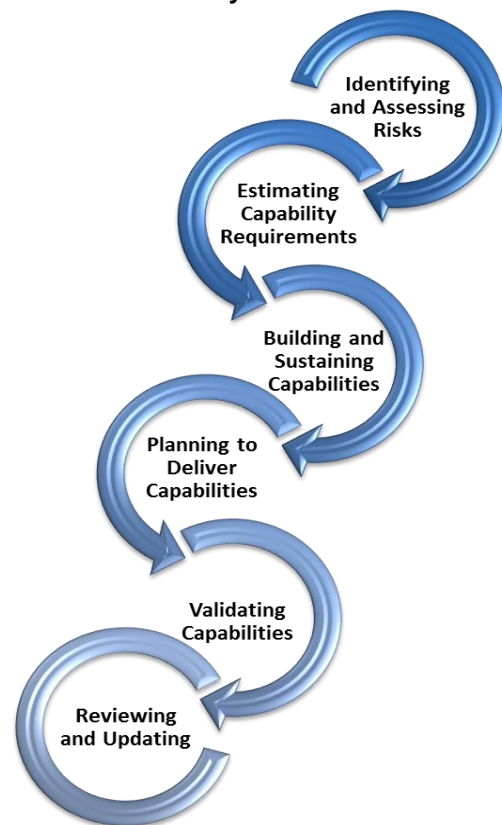 Identifying
and Assessing
Risks
Estimating
Capability
Requirements
Building and
Sustaining
Capabilities
Planning to
Deliver
Capabilities
Validating
Capabilities
Reviewing
and Updating